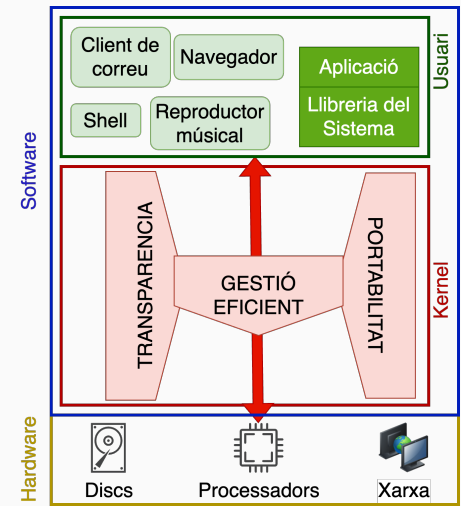 Client de
correu
Navegador
Shell
Reproductor
músical
Aplicació
Llibreria del
Sistema
Usuari
Software
TRANSPARENCIA
GESTIÓ
EFICIENT
PORTABILITAT
Kernel
Hardware
Discs
Processadors
Xarxa